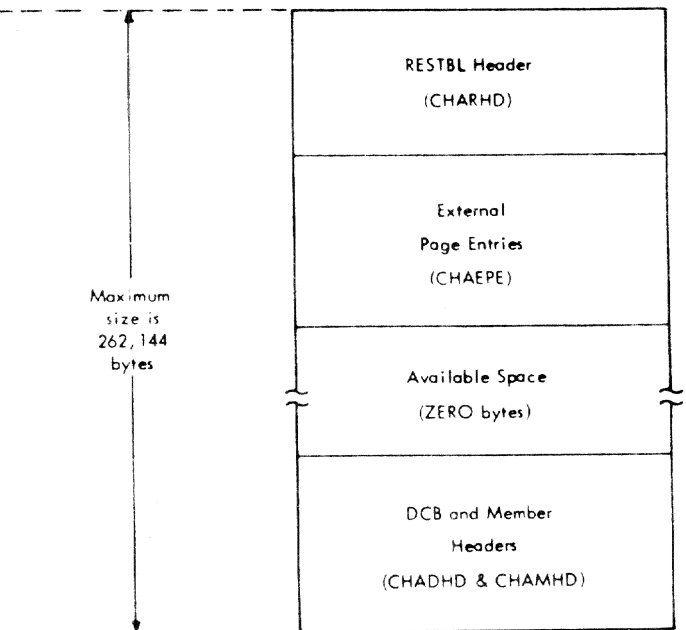 RESTBL Header
(CHARHD)
External
Page Entries
(CHAEPE)
Maximum
size is
262,144
bytes
Available Space
(ZERO bytes)
DCB and Member
Headers
(CHADHD & CHAMHD)